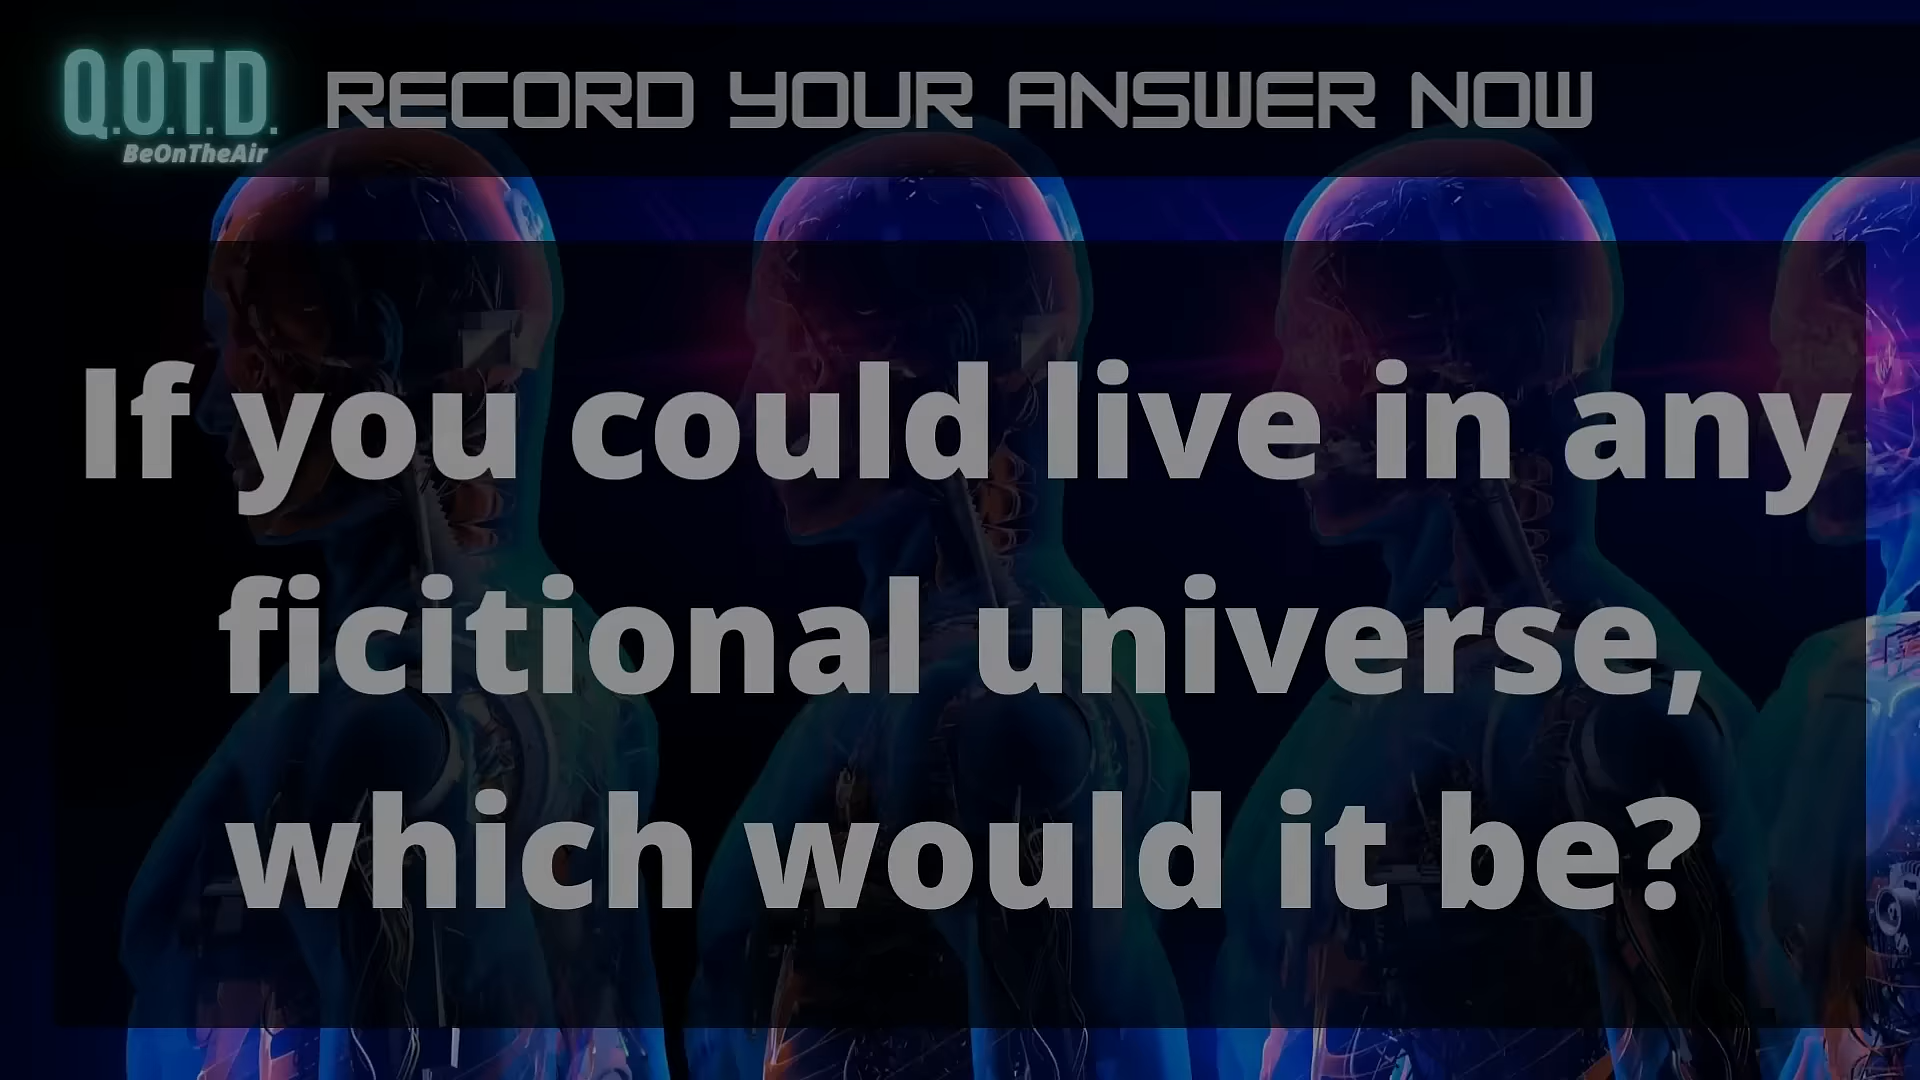 Q.O.T.D.
BeOnTheAir
RECORD YOUR ANSWER NOW
If you could live in any
ficitional universe,
which would it be?